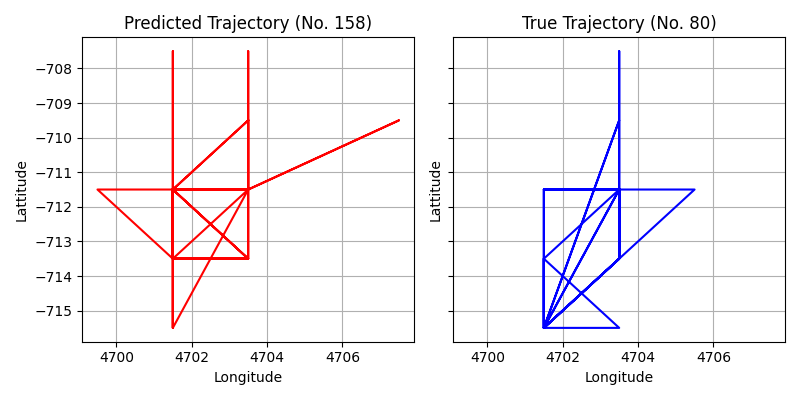 Predicted Trajectory (No. 158)
True Trajectory (No. 80)
−708
−709
−710
−711
−712
−713
−714
−715
Lattitude
Lattitude
4700
4702
4704
4706
4700
4702
4704
4706
Longitude
Longitude